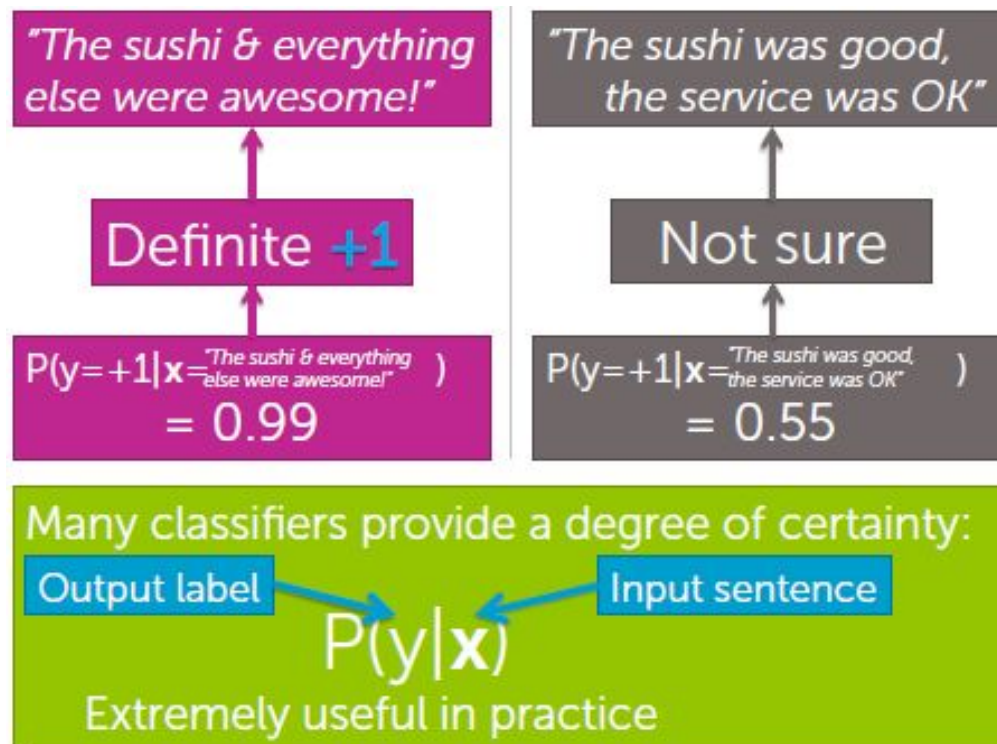 "The sushi & everything
else were awesome!"
Definite +1
P(y=+1|x="The sushi & everything
else were awesome!" )
= 0.99
"The sushi was good,
the service was OK"
Not sure
P(y=+1|x="The sushi was good,
the service was OK" )
= 0.55
Many classifiers provide a degree of certainty:
Output label
Input sentence
P(y|x)
Extremely useful in practice